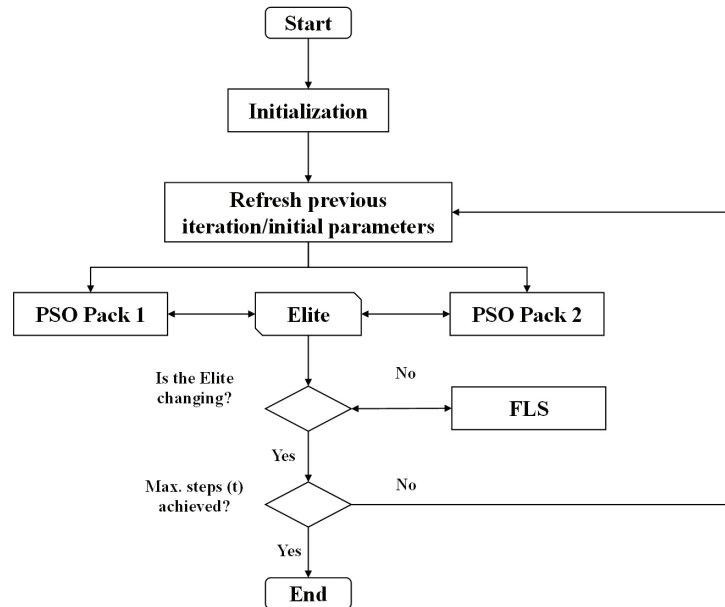 Start
Initialization
Refresh previous
iteration/initial parameters
PSO Pack 1
Elite
PSO Pack 2
Is the Elite
changing?
No
FLS
Yes
Max. steps (t)
achieved?
No
Yes
End